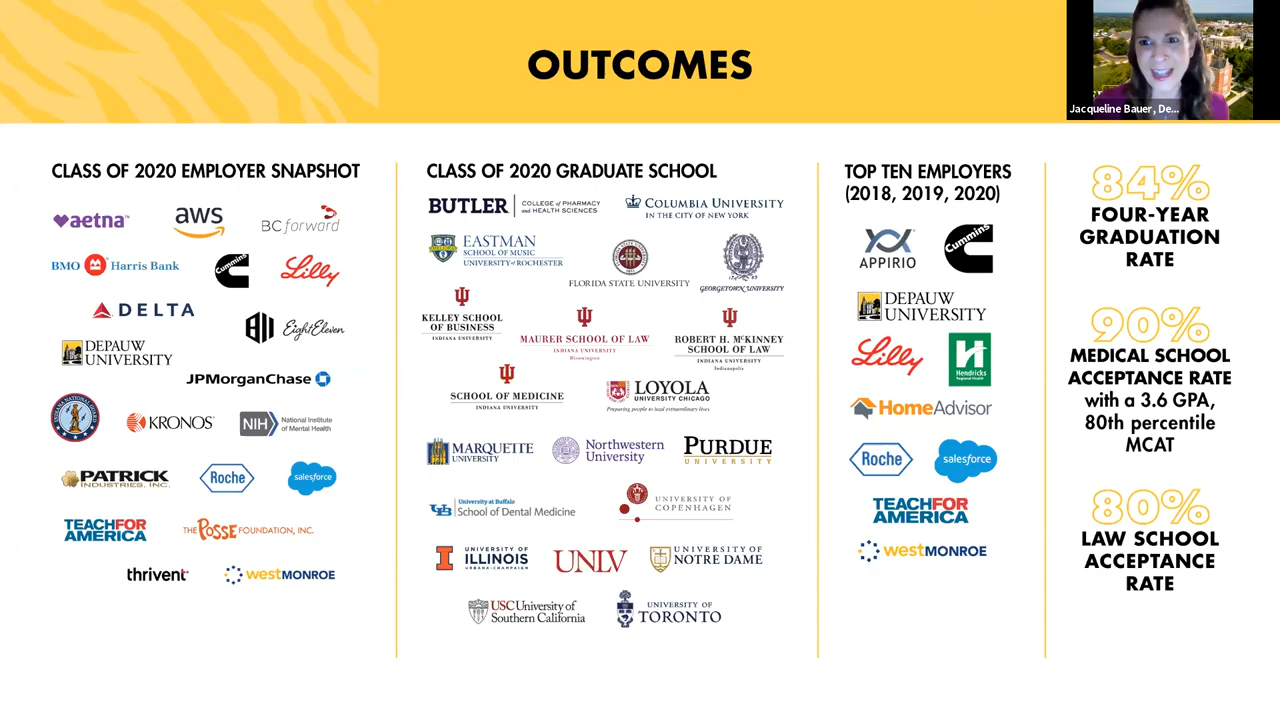 OUTCOMES
Jacqueline Bauer, De...
CLASS OF 2020 EMPLOYER SNAPSHOT
aetna™
aws
BCforward
BMO Harris Bank
Cummins
Lilly
DELTA
EightEleven
DEPAUW
UNIVERSITY
JPMorganChase
INDIANA NATIONAL GUARD
KRONOS
NIH
National Institute
of Mental Health
PATRICK
INDUSTRIES, INC.
Roche
salesforce
TEACHFOR
AMERICA
THE POSSE FOUNDATION, INC.
thrivent
westMONROE
CLASS OF 2020 GRADUATE SCHOOL
BUTLER
COLLEGE OF PHARMACY
and HEALTH SCIENCES
COLUMBIA UNIVERSITY
IN THE CITY OF NEW YORK
EASTMAN
SCHOOL OF MUSIC
UNIVERSITY of ROCHESTER
FLORIDA STATE UNIVERSITY
GEORGETOWN UNIVERSITY
KELLEY SCHOOL
OF BUSINESS
INDIANA UNIVERSITY
MAURER SCHOOL OF LAW
INDIANA UNIVERSITY
Bloomington
ROBERT H. McKINNEY
SCHOOL OF LAW
INDIANA UNIVERSITY
Indianapolis
SCHOOL OF MEDICINE
INDIANA UNIVERSITY
LOYOLA
UNIVERSITY CHICAGO
Preparing people to lead extraordinary lives
MARQUETTE
UNIVERSITY
Northwestern
University
PURDUE
UNIVERSITY
UB
University at Buffalo
School of Dental Medicine
UNIVERSITY OF
COPENHAGEN
I
UNIVERSITY OF
ILLINOIS
URBANA-CHAMPAIGN
UNLV
UNIVERSITY OF
NOTRE DAME
USC University of
Southern California
UNIVERSITY OF
TORONTO
TOP TEN EMPLOYERS
(2018, 2019, 2020)
APPIRIO
Cummins
DEPAUW
UNIVERSITY
Lilly
H
Hendricks
Regional Health
HomeAdvisor
Roche
salesforce
TEACHFOR
AMERICA
westMONROE
84%
FOUR-YEAR
GRADUATION
RATE
90%
MEDICAL SCHOOL
ACCEPTANCE RATE
with a 3.6 GPA,
80th percentile
MCAT
80%
LAW SCHOOL
ACCEPTANCE
RATE